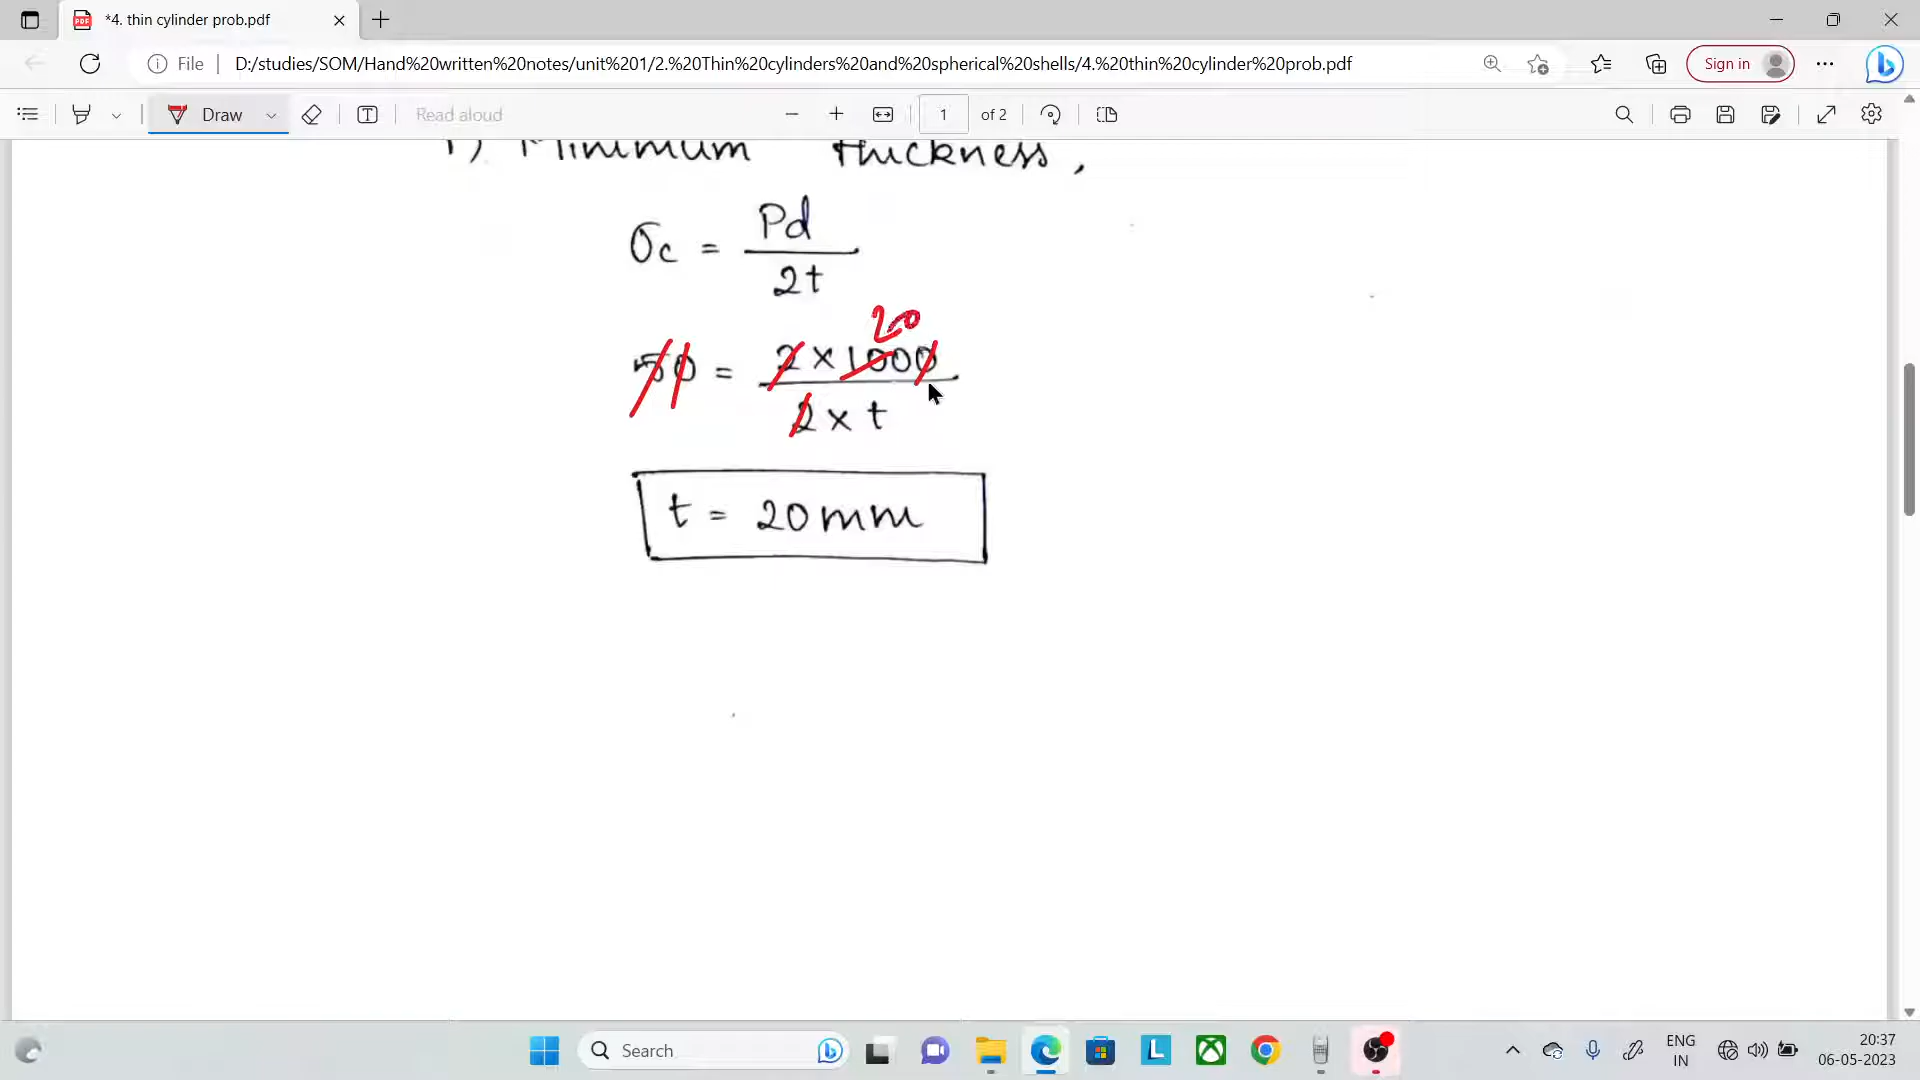 *4. thin cylinder prob.pdf
File
D:/studies/SOM/Hand%20written%20notes/unit%201/2.%20Thin%20cylinders%20and%20spherical%20shells/4.%20thin%20cylinder%20prob.pdf
Sign in
Draw
Read aloud
1 of 2
Minimum thickness,
σc = Pd
2t
20
50 = 2 x 1000
2 x t
t = 20mm
Search
ENG
IN
20:37
06-05-2023